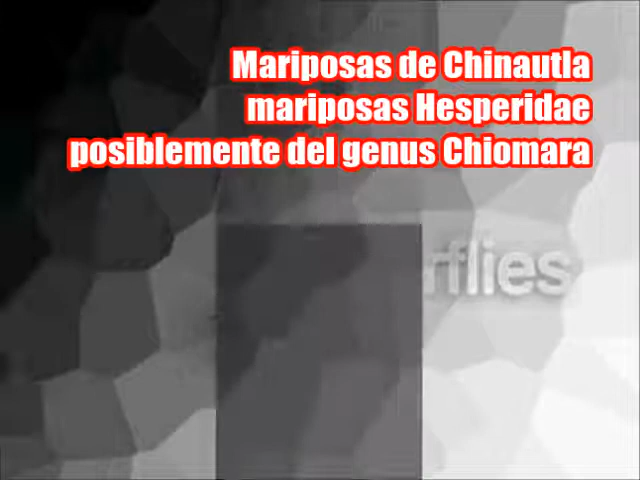 Mariposas de Chinautla
mariposas Hesperidae
posiblemente del genus Chiomara
rflies